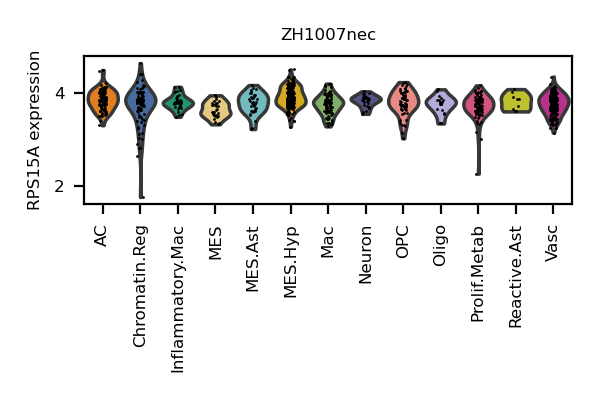 ZH1007nec
RPS15A expression
4
2
AC
Chromatin.Reg
Inflammatory.Mac
MES
MES.Ast
MES.Hyp
Mac
Neuron
OPC
Oligo
Prolif.Metab
Reactive.Ast
Vasc